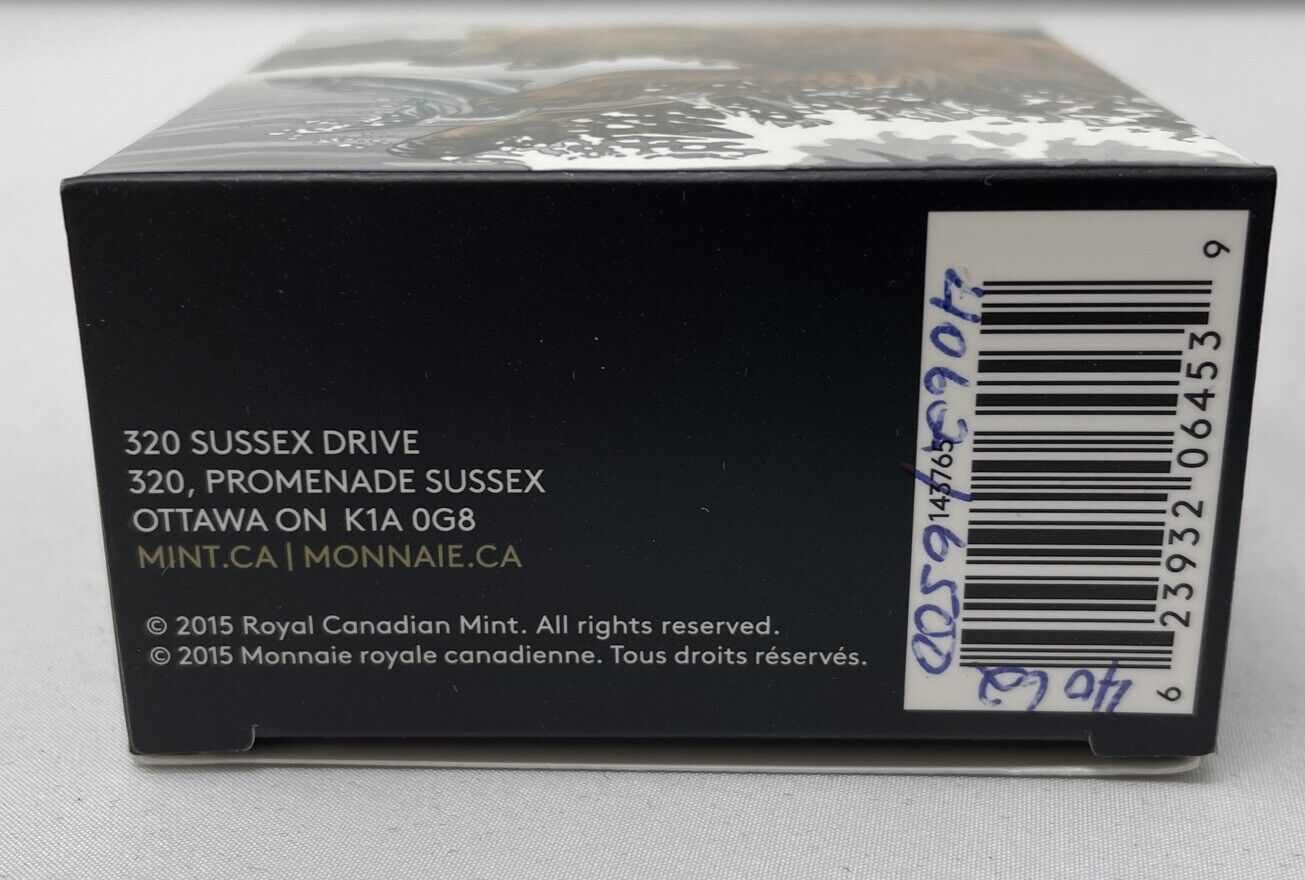 320 SUSSEX DRIVE
320, PROMENADE SUSSEX
OTTAWA ON K1A 0G8
MINT.CA | MONNAIE.CA
© 2015 Royal Canadian Mint. All rights reserved.
© 2015 Monnaie royale canadienne. Tous droits réservés.
143765
6 23932 06453 9